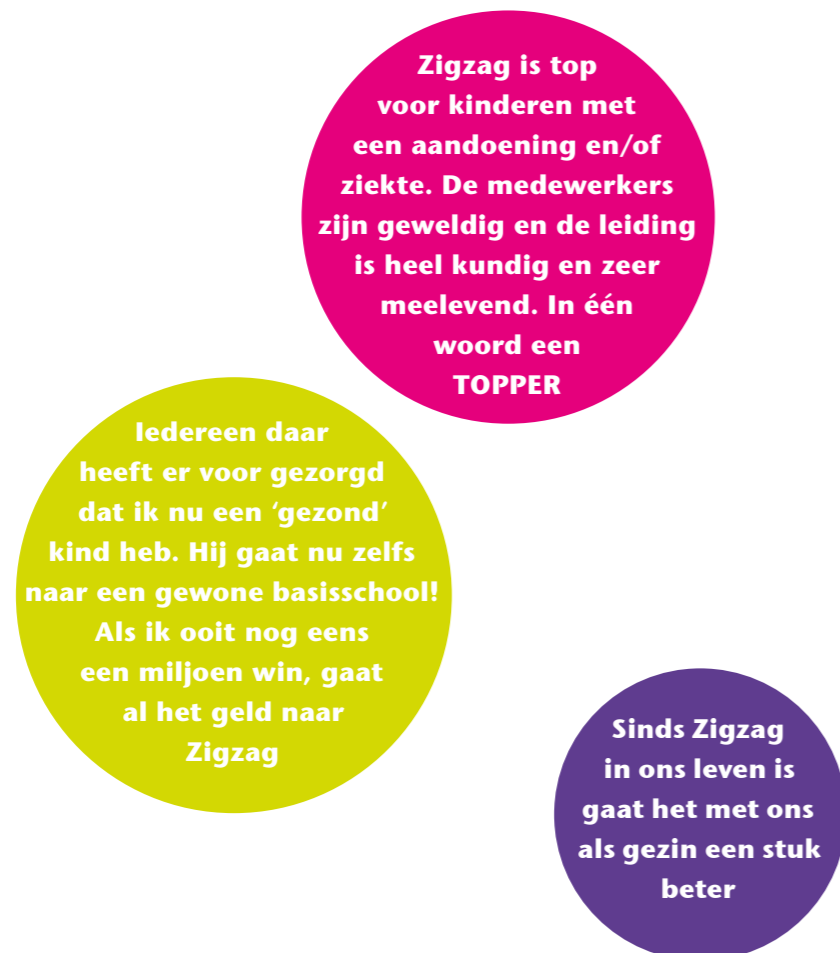 Zigzag is top
voor kinderen met
een aandoening en/of
ziekte. De medewerkers
zijn geweldig en de leiding
is heel kundig en zeer
meelevend. In één
woord een
TOPPER
Iedereen daar
heeft er voor gezorgd
dat ik nu een ‘gezond’
kind heb. Hij gaat nu zelfs
naar een gewone basisschool!
Als ik ooit nog eens
een miljoen win, gaat
al het geld naar
Zigzag
Sinds Zigzag
in ons leven is
gaat het met ons
als gezin een stuk
beter